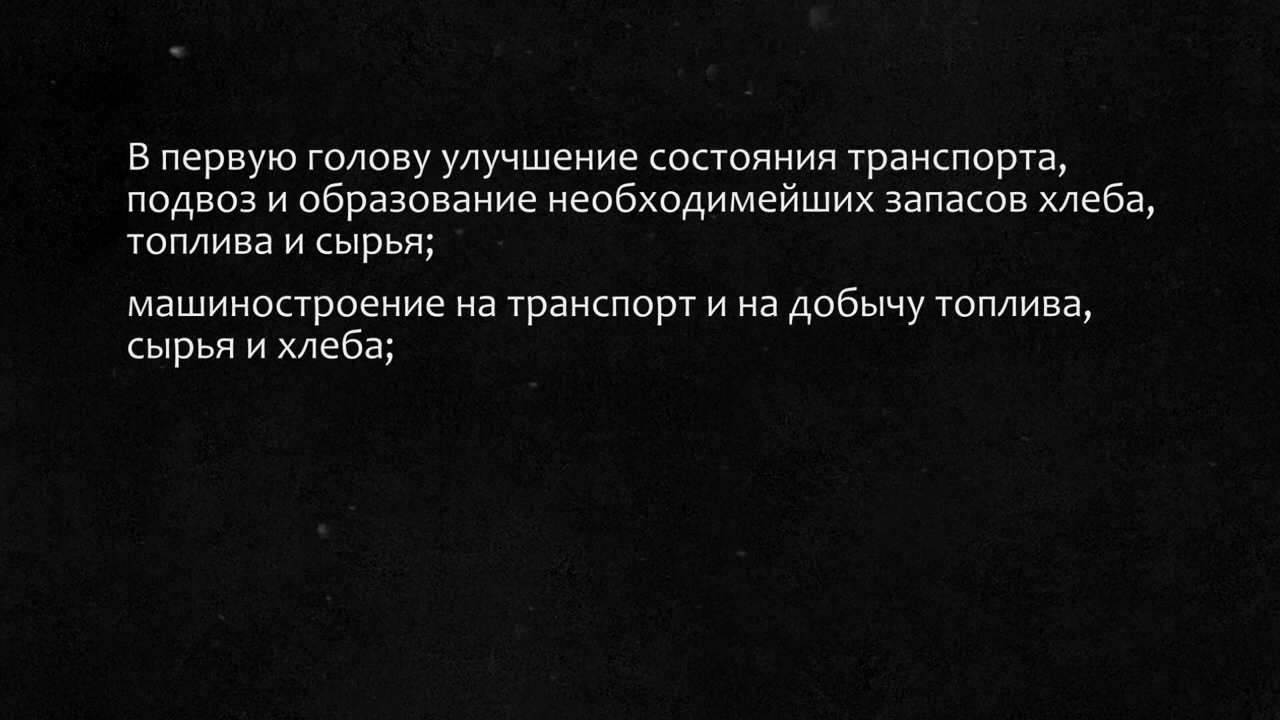 В первую голову улучшение состояния транспорта,
подвоз и образование необходимейших запасов хлеба,
топлива и сырья;
машиностроение на транспорт и на добычу топлива,
сырья и хлеба;